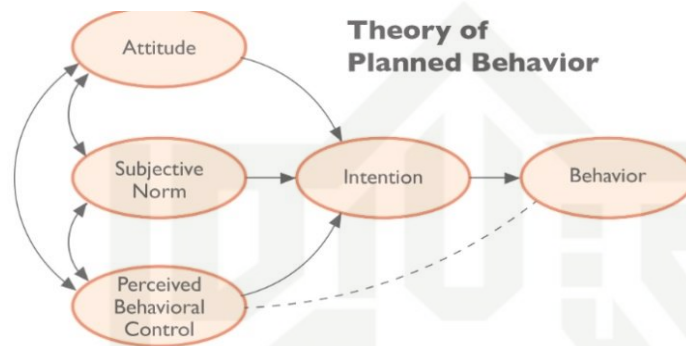 Theory of
Planned Behavior
Attitude
Subjective
Norm
Intention
Behavior
Perceived
Behavioral
Control